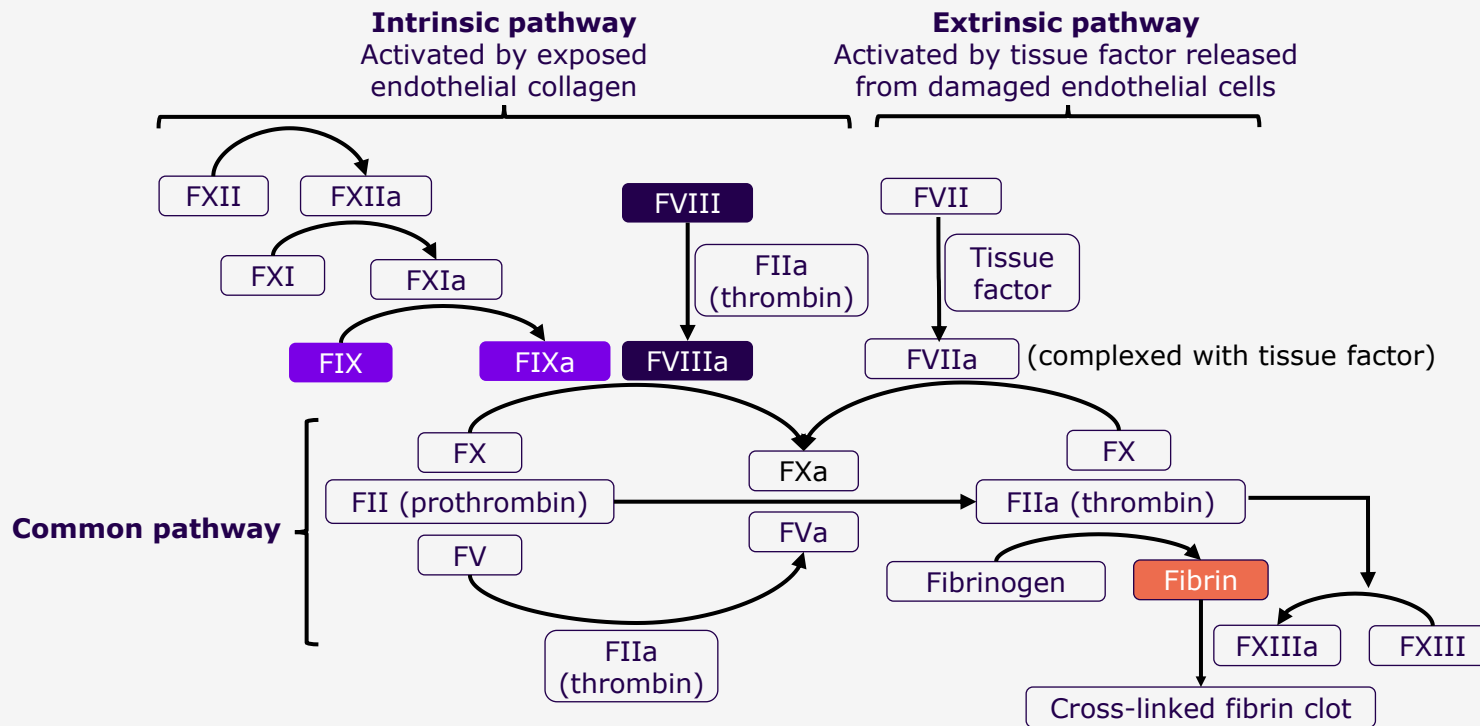 Intrinsic pathway
Activated by exposed
endothelial collagen
Extrinsic pathway
Activated by tissue factor released
from damaged endothelial cells
FXII
FXIIa
FVIII
FVII
FXI
FXIa
FIIa
(thrombin)
Tissue
factor
FIX
FIXa
FVIIIa
FVIIa
(complexed with tissue factor)
FX
FXa
FX
Common pathway
FII (prothrombin)
FIIa (thrombin)
FV
FVa
Fibrinogen
Fibrin
FIIa
(thrombin)
FXIIIa
FXIII
Cross-linked fibrin clot